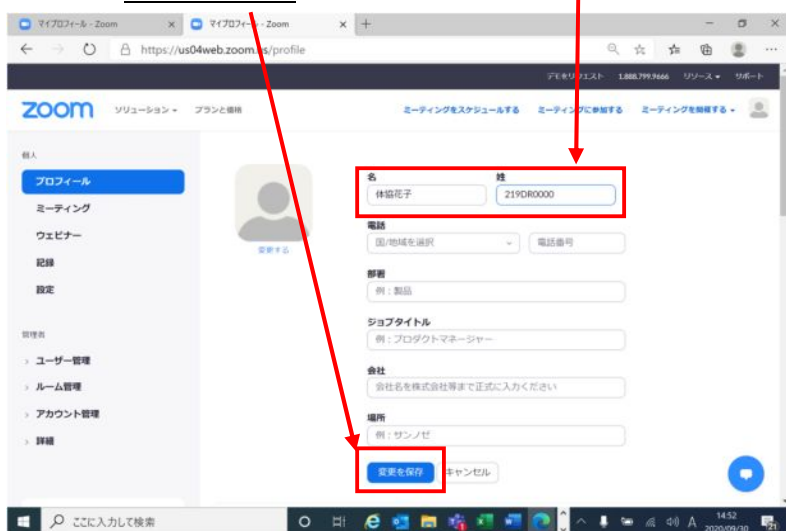 マイプロフィール - Zoom
マイプロフィール - Zoom
https://us04web.zoom.us/profile
デモをリクエスト 1.888.799.9666 リソース サポート
zoom ソリューション プランと価格 ミーティングをスケジュールする ミーティングに参加する ミーティングを開催する
個人
プロフィール
ミーティング
ウェビナー
記録
設定
管理者
ユーザー管理
ルーム管理
アカウント管理
詳細
変更する
名 姓
体協花子 219DR0000
電話
国/地域を選択 電話番号
部署
例：製品
ジョブタイトル
例：プロダクトマネージャー
会社
会社名を株式会社等まで正式に入力ください
場所
例：サンノゼ
変更を保存 キャンセル
ここに入力して検索
A 14:52
2020/09/30
21